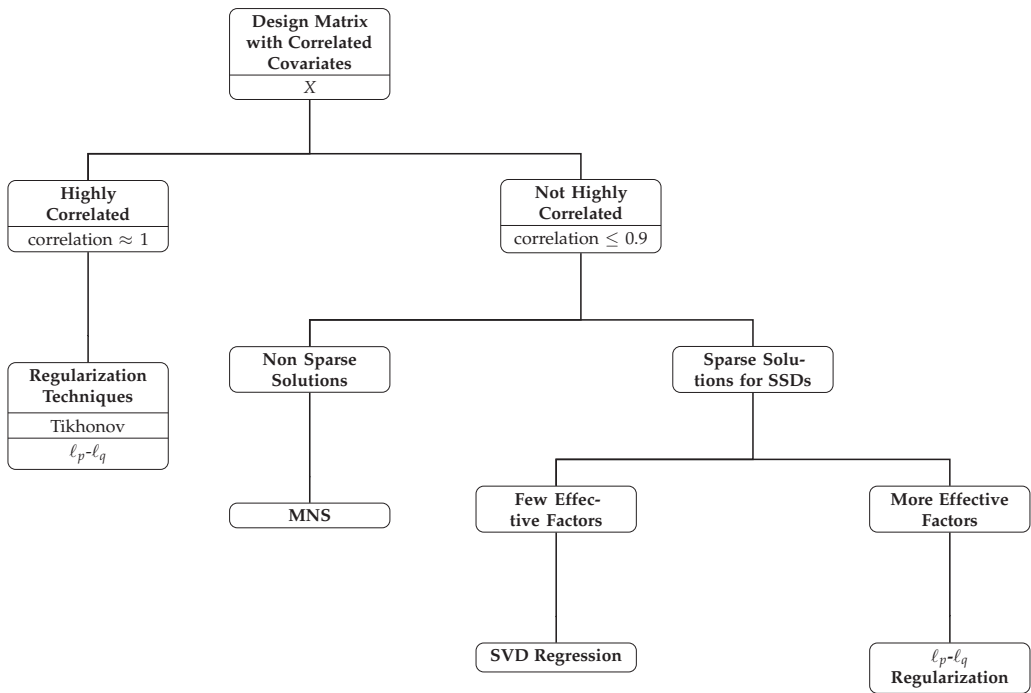 Design Matrix
with Correlated
Covariates
X
Highly
Correlated
correlation ≈ 1
Not Highly
Correlated
correlation ≤ 0.9
Regularization
Techniques
Tikhonov
ℓp-ℓq
Non Sparse
Solutions
Sparse Solu-
tions for SSDs
MNS
Few Effec-
tive Factors
More Effective
Factors
SVD Regression
ℓp-ℓq
Regularization